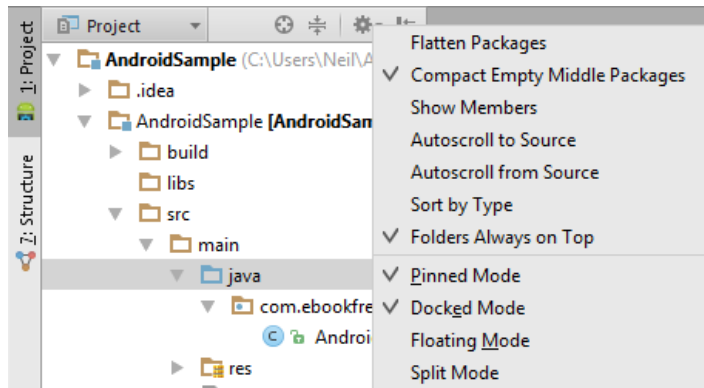 1: Project
7: Structure
Project
AndroidSample (C:\Users\Neil\A
.idea
AndroidSample [AndroidSam
build
libs
src
main
java
com.ebookfre
C Androi
res
Flatten Packages
Compact Empty Middle Packages
Show Members
Autoscroll to Source
Autoscroll from Source
Sort by Type
Folders Always on Top
Pinned Mode
Docked Mode
Floating Mode
Split Mode